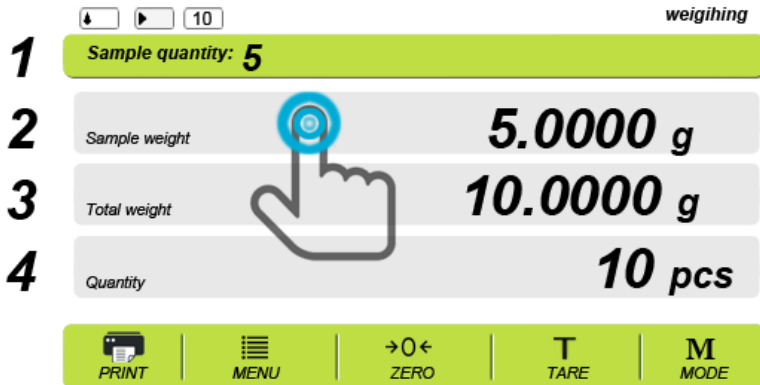 10 weigihing
1 Sample quantity: 5
2 Sample weight 5.0000 g
3 Total weight 10.0000 g
4 Quantity 10 pcs
PRINT MENU →0← ZERO T TARE M MODE